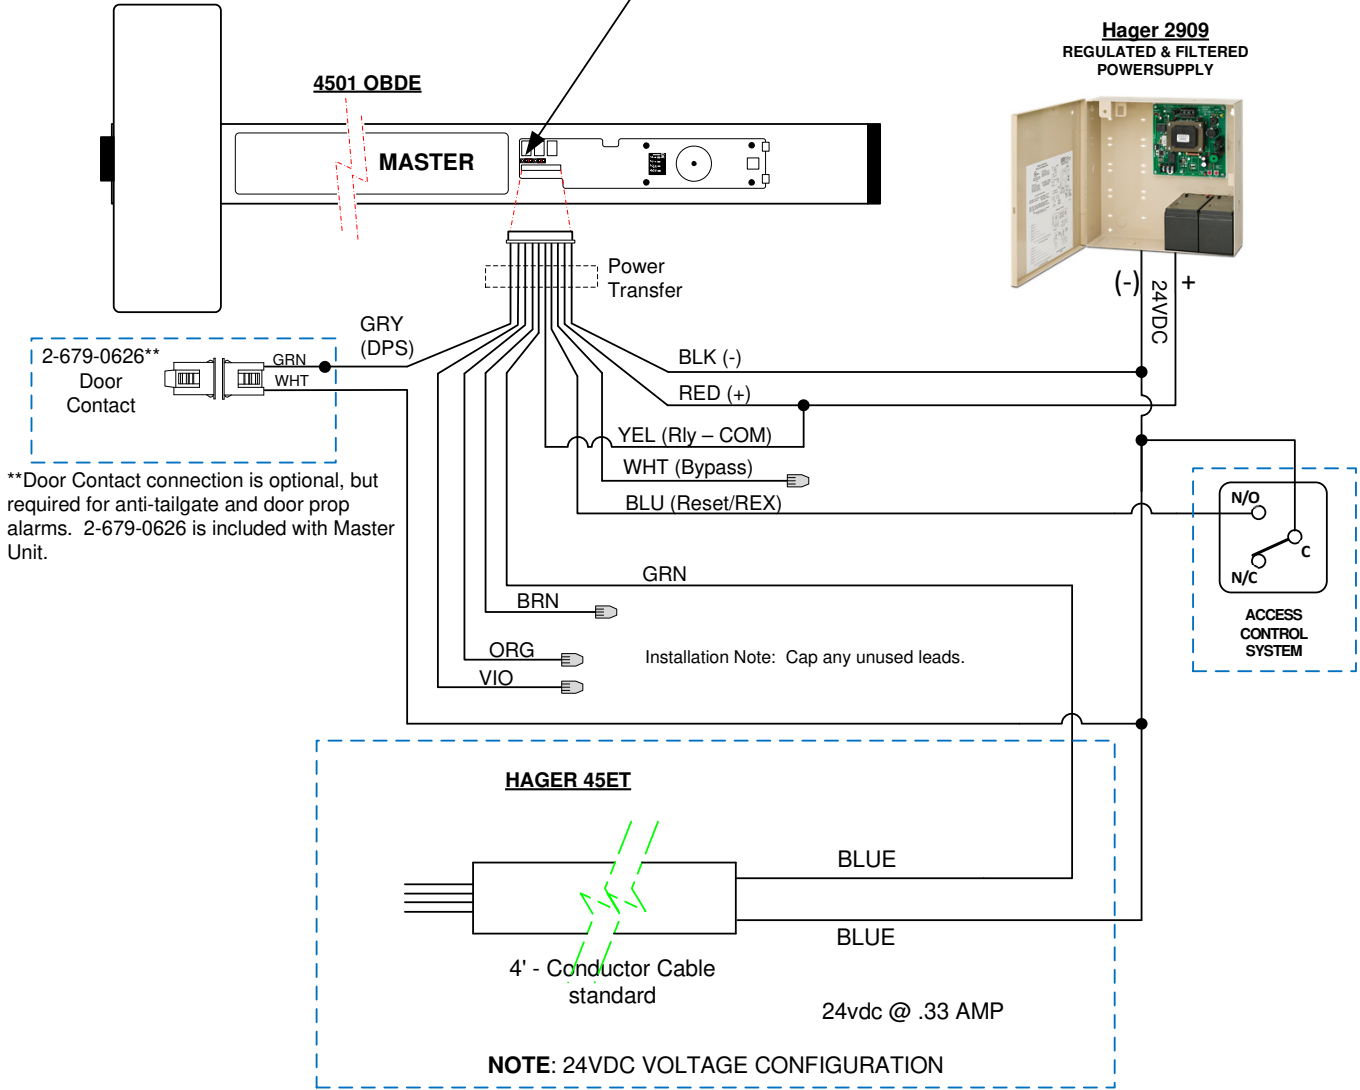 Hager 2909
REGULATED & FILTERED
POWERSUPPLY
4501 OBDE
MASTER
Power
Transfer
(-)
24VDC
+
GRY
(DPS)
2-679-0626**
Door
Contact
GRN
WHT
BLK (-)
RED (+)
YEL (Rly – COM)
WHT (Bypass)
BLU (Reset/REX)
**Door Contact connection is optional, but
required for anti-tailgate and door prop
alarms.  2-679-0626 is included with Master
Unit.
N/O
C
N/C
ACCESS
CONTROL
SYSTEM
GRN
BRN
ORG
VIO
Installation Note:  Cap any unused leads.
HAGER 45ET
BLUE
BLUE
4' - Conductor Cable
standard
24vdc @ .33 AMP
NOTE: 24VDC VOLTAGE CONFIGURATION